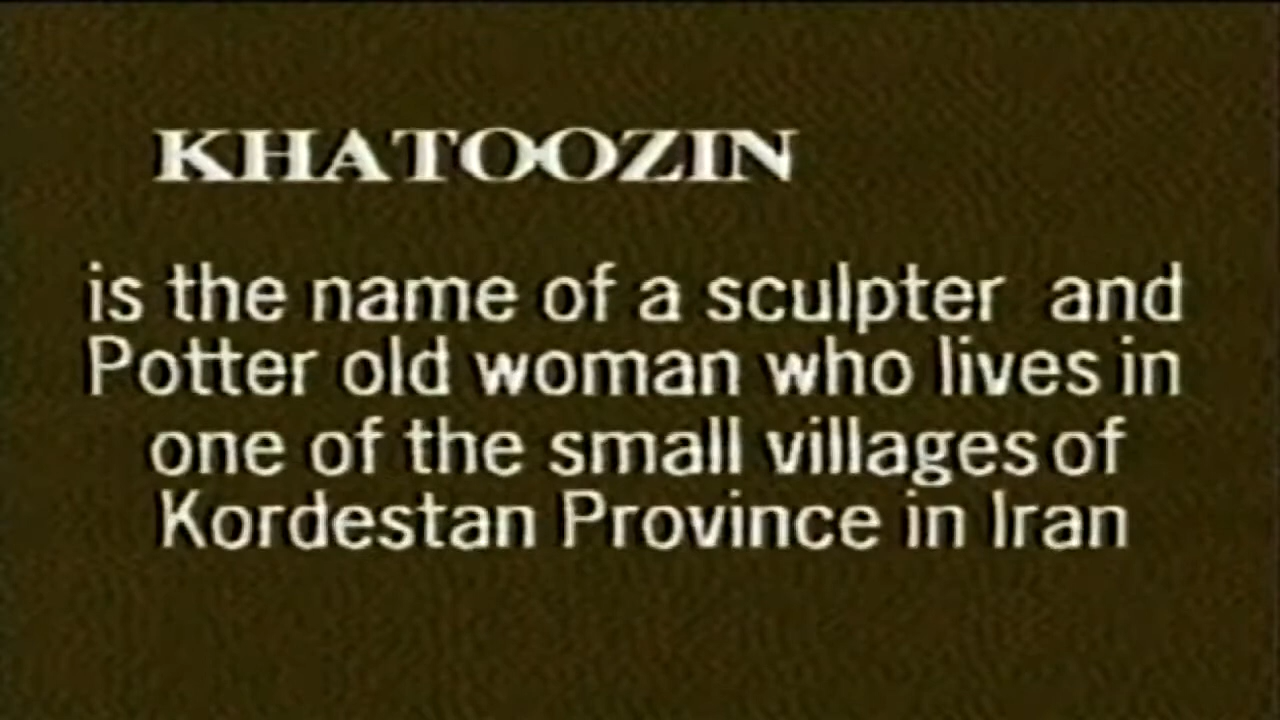 KHATOOZIN
is the name of a sculpter and
Potter old woman who lives in
one of the small villages of
Kordestan Province in Iran